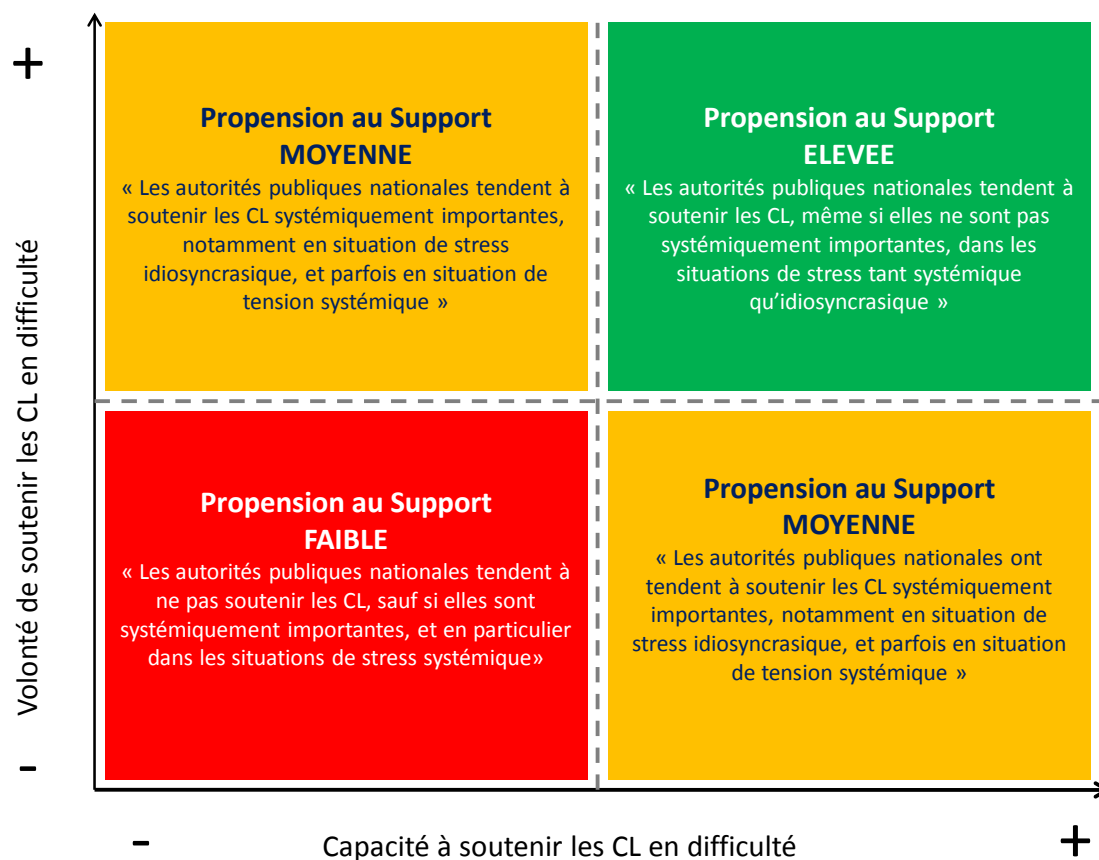 +
Volonté de soutenir les CL en difficulté
-
Propension au Support
MOYENNE
« Les autorités publiques nationales tendent à
soutenir les CL systémiquement importantes,
notamment en situation de stress
idiosyncrasique, et parfois en situation de
tension systémique »
Propension au Support
ELEVEE
« Les autorités publiques nationales tendent à
soutenir les CL, même si elles ne sont pas
systémiquement importantes, dans les
situations de stress tant systémique
qu’idiosyncrasique »
Propension au Support
FAIBLE
« Les autorités publiques nationales tendent à
ne pas soutenir les CL, sauf si elles sont
systémiquement importantes, et en particulier
dans les situations de stress systémique»
Propension au Support
MOYENNE
« Les autorités publiques nationales ont
tendent à soutenir les CL systémiquement
importantes, notamment en situation de
stress idiosyncrasique, et parfois en situation
de tension systémique »
-
Capacité à soutenir les CL en difficulté
+